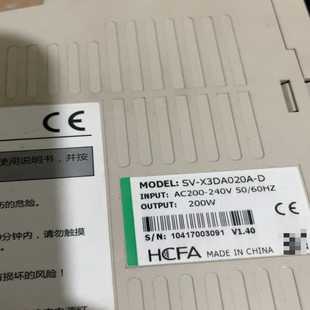 CE
使用说明书，并按
伤的危险。
分钟内，请勿触摸
损坏的风险！
CE
MODEL: SV-X3DA020A-D
INPUT: AC200-240V 50/60HZ
OUTPUT: 200W
S/N: 10417003091 V1.40
HCFA MADE IN CHINA